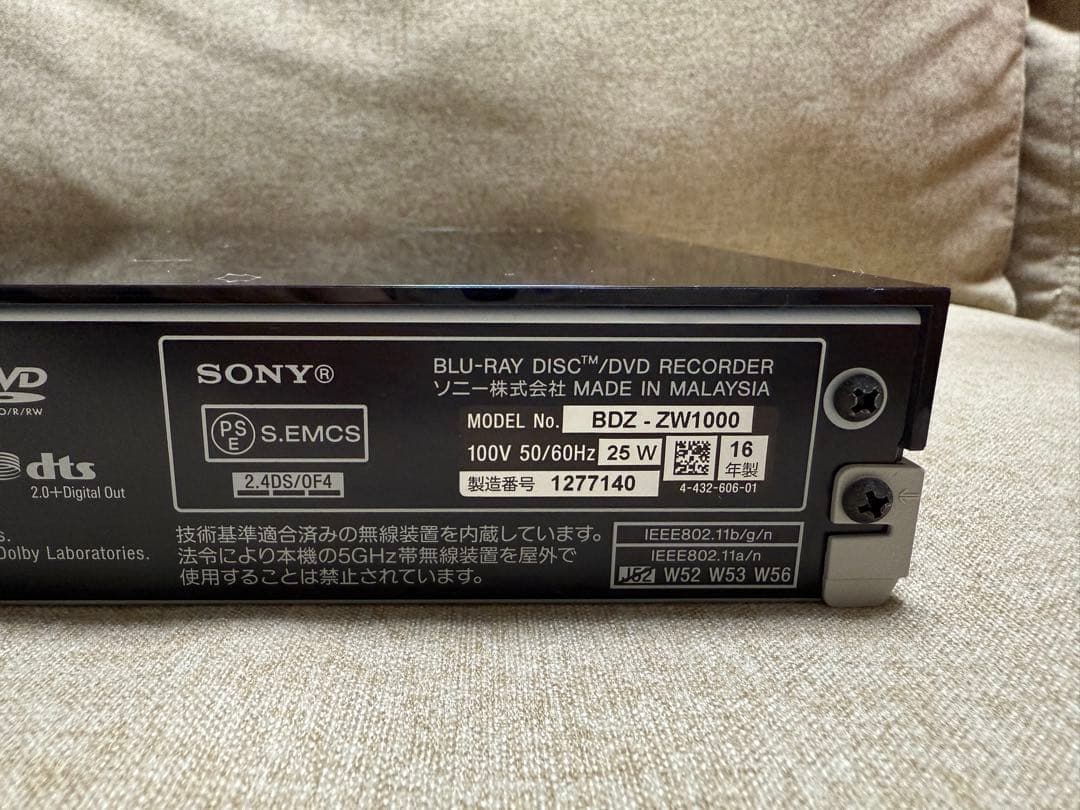 SONY®
BLU-RAY DISC™/DVD RECORDER
ソニー株式会社 MADE IN MALAYSIA
MODEL No. BDZ - ZW1000
100V 50/60Hz 25 W
16年製
製造番号 1277140
4-432-606-01
PS
E
S.EMCS
2.4DS/OF4
/R/RW
dts
2.0+Digital Out
Dolby Laboratories.
技術基準適合済みの無線装置を内蔵しています。
法令により本機の5GHz帯無線装置を屋外で
使用することは禁止されています。
IEEE802.11b/g/n
IEEE802.11a/n
J52 W52 W53 W56